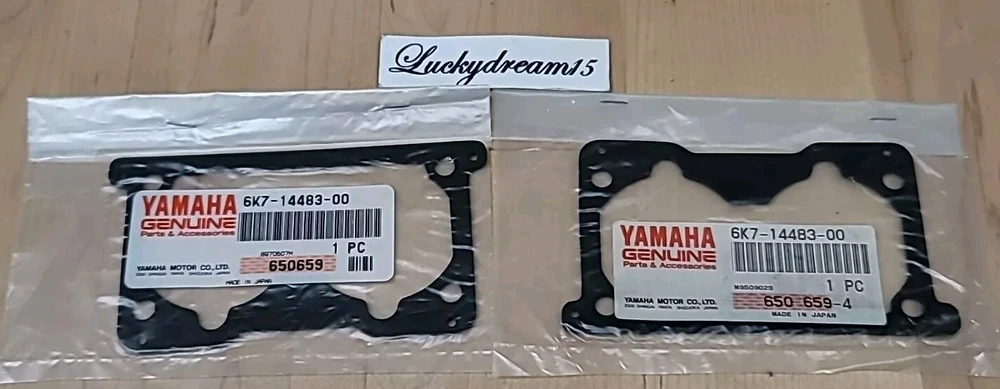 Luckydream15
YAMAHA
GENUINE
Parts & Accessories
6K7-14483-00
1 PC
650659
YAMAHA MOTOR CO., LTD.
MADE IN JAPAN
YAMAHA
GENUINE
Parts & Accessories
6K7-14483-00
1 PC
650 659-4
YAMAHA MOTOR CO., LTD.
MADE IN JAPAN